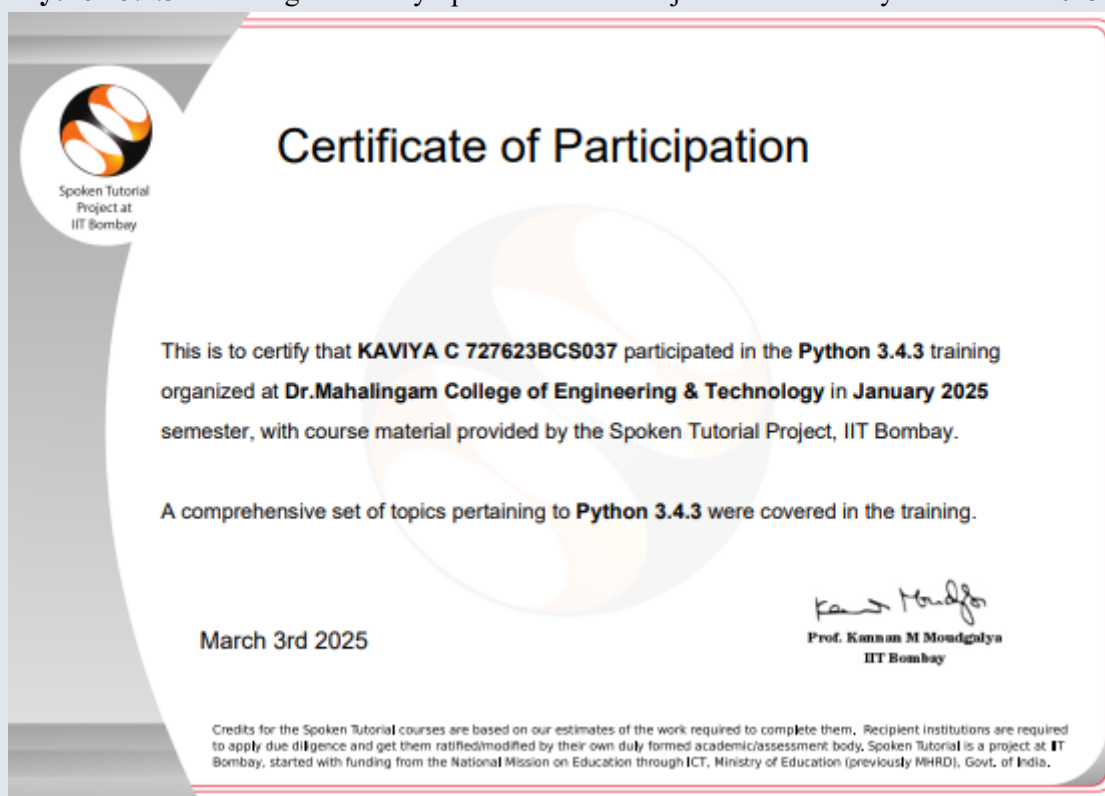 Spoken Tutorial
Project at
IIT Bombay
Certificate of Participation
This is to certify that KAVIYA C 727623BCS037 participated in the Python 3.4.3 training
organized at Dr.Mahalingam College of Engineering & Technology in January 2025
semester, with course material provided by the Spoken Tutorial Project, IIT Bombay.
A comprehensive set of topics pertaining to Python 3.4.3 were covered in the training.
March 3rd 2025
Prof. Kannan M Moudgalya
IIT Bombay
Credits for the Spoken Tutorial courses are based on our estimates of the work required to complete them. Recipient institutions are required
to apply due diligence and get them ratified/modified by their own duly formed academic/assessment body. Spoken Tutorial is a project at IIT
Bombay, started with funding from the National Mission on Education through ICT, Ministry of Education (previously MHRD), Govt. of India.